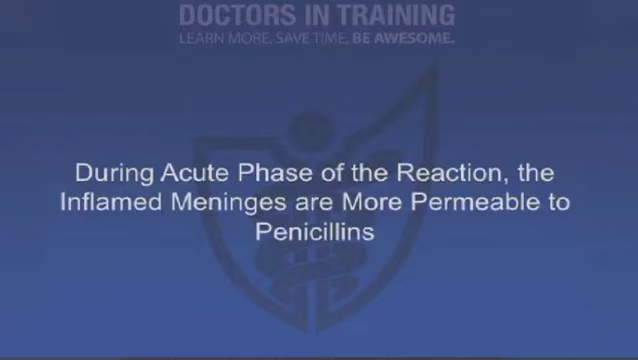 DOCTORS IN TRAINING
LEARN MORE. SAVE TIME. BE AWESOME.
During Acute Phase of the Reaction, the
Inflamed Meninges are More Permeable to
Penicillins